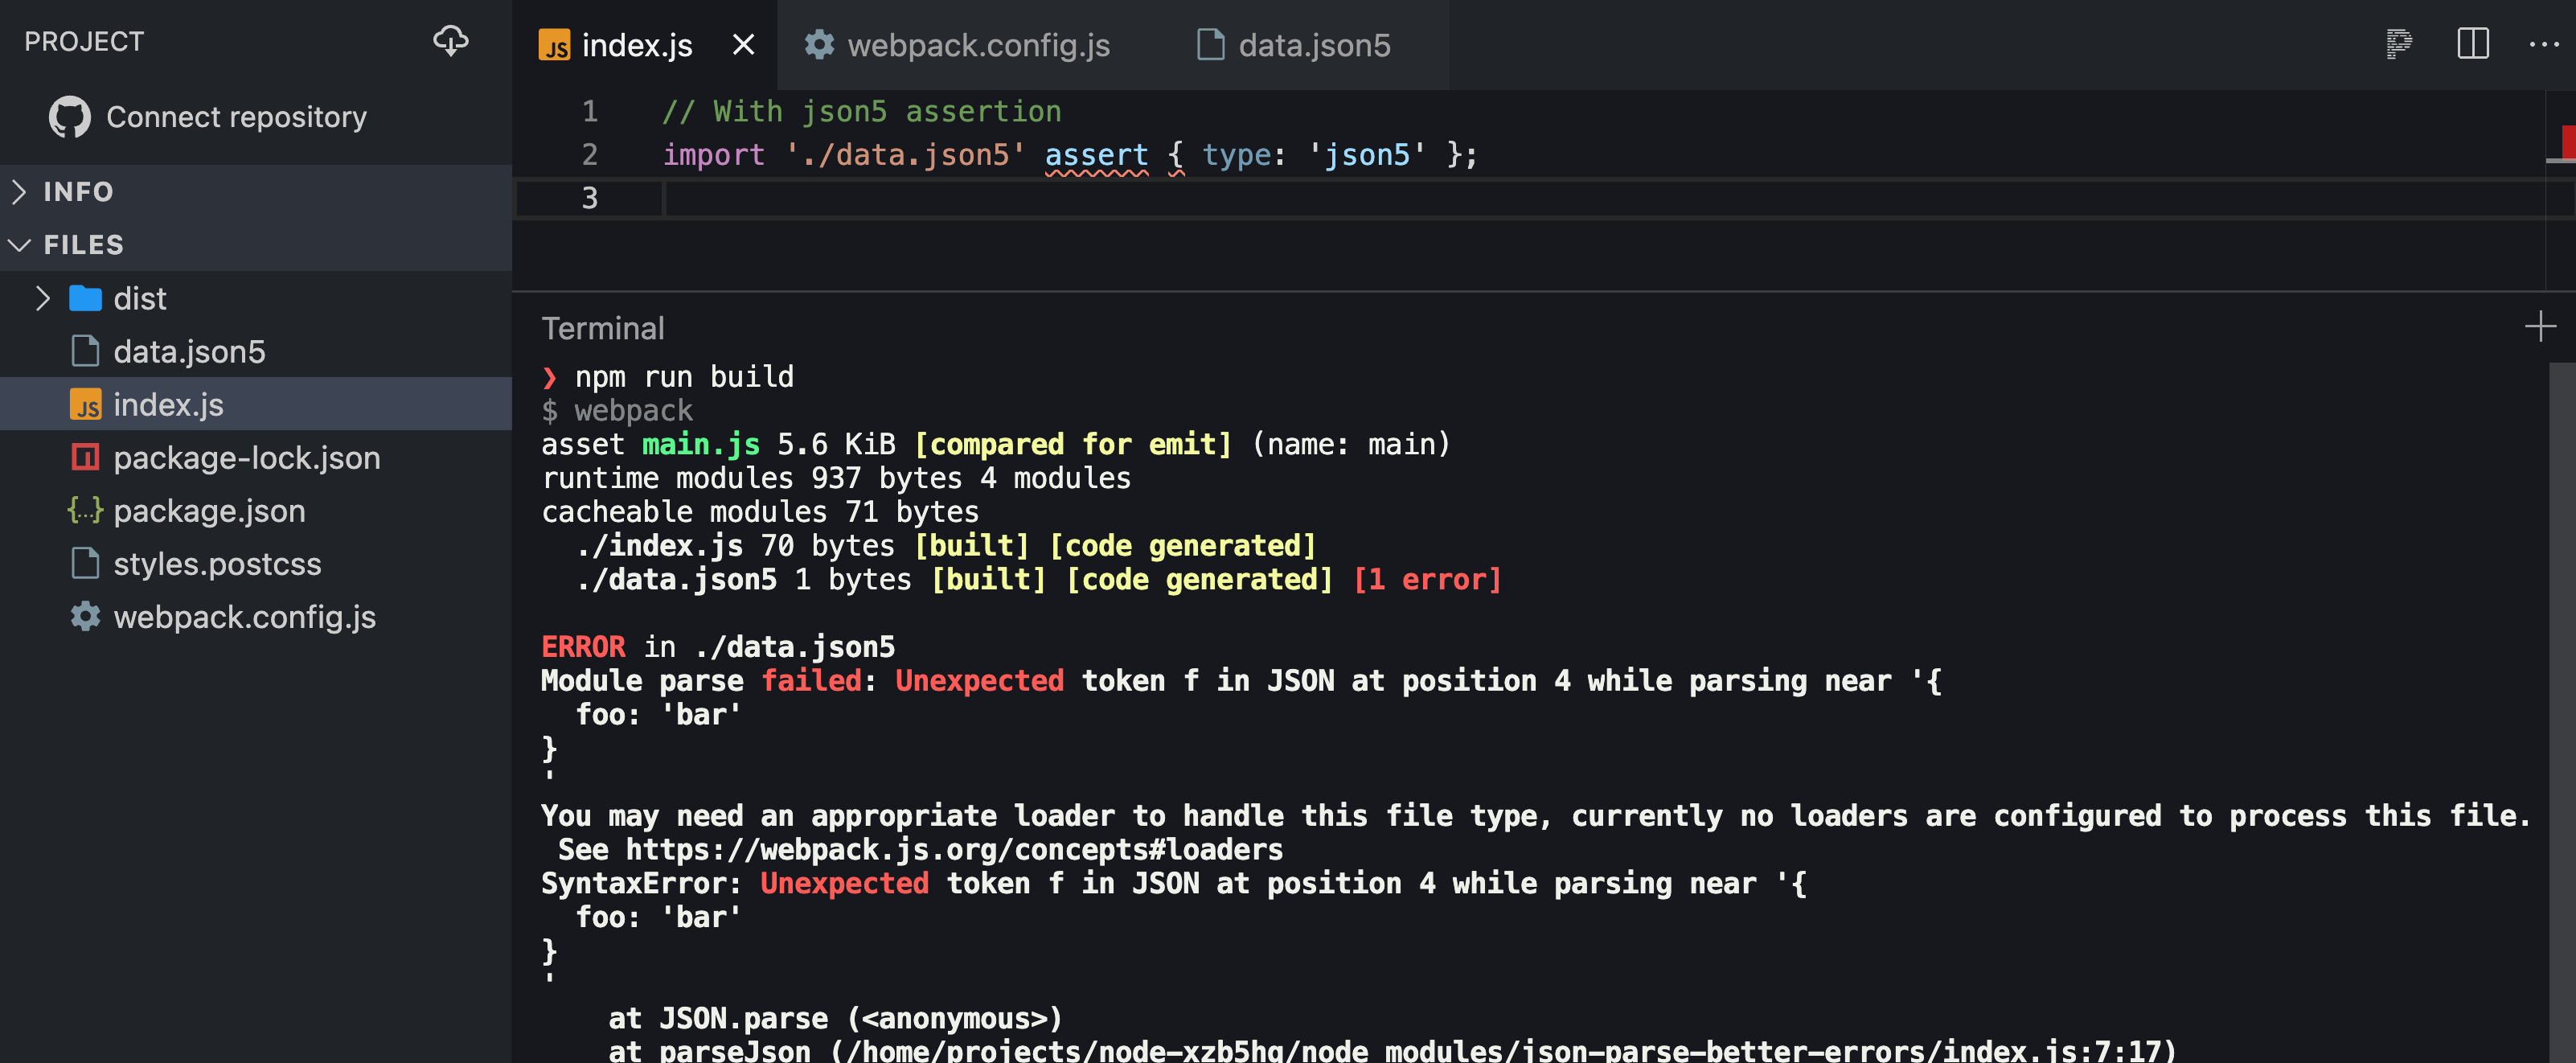 PROJECT
Connect repository
INFO
FILES
dist
data.json5
index.js
package-lock.json
package.json
styles.postcss
webpack.config.js
index.js
webpack.config.js
data.json5
1 // With json5 assertion
2 import './data.json5' assert { type: 'json5' };
3
Terminal
❯ npm run build
$ webpack
asset main.js 5.6 KiB [compared for emit] (name: main)
runtime modules 937 bytes 4 modules
cacheable modules 71 bytes
./index.js 70 bytes [built] [code generated]
./data.json5 1 bytes [built] [code generated] [1 error]
ERROR in ./data.json5
Module parse failed: Unexpected token f in JSON at position 4 while parsing near '{
foo: 'bar'
}
'
You may need an appropriate loader to handle this file type, currently no loaders are configured to process this file.
See https://webpack.js.org/concepts#loaders
SyntaxError: Unexpected token f in JSON at position 4 while parsing near '{
foo: 'bar'
}
'
at JSON.parse (<anonymous>)
at parseJson (/home/projects/node-xzb5hg/node_modules/json-parse-better-errors/index.js:7:17)